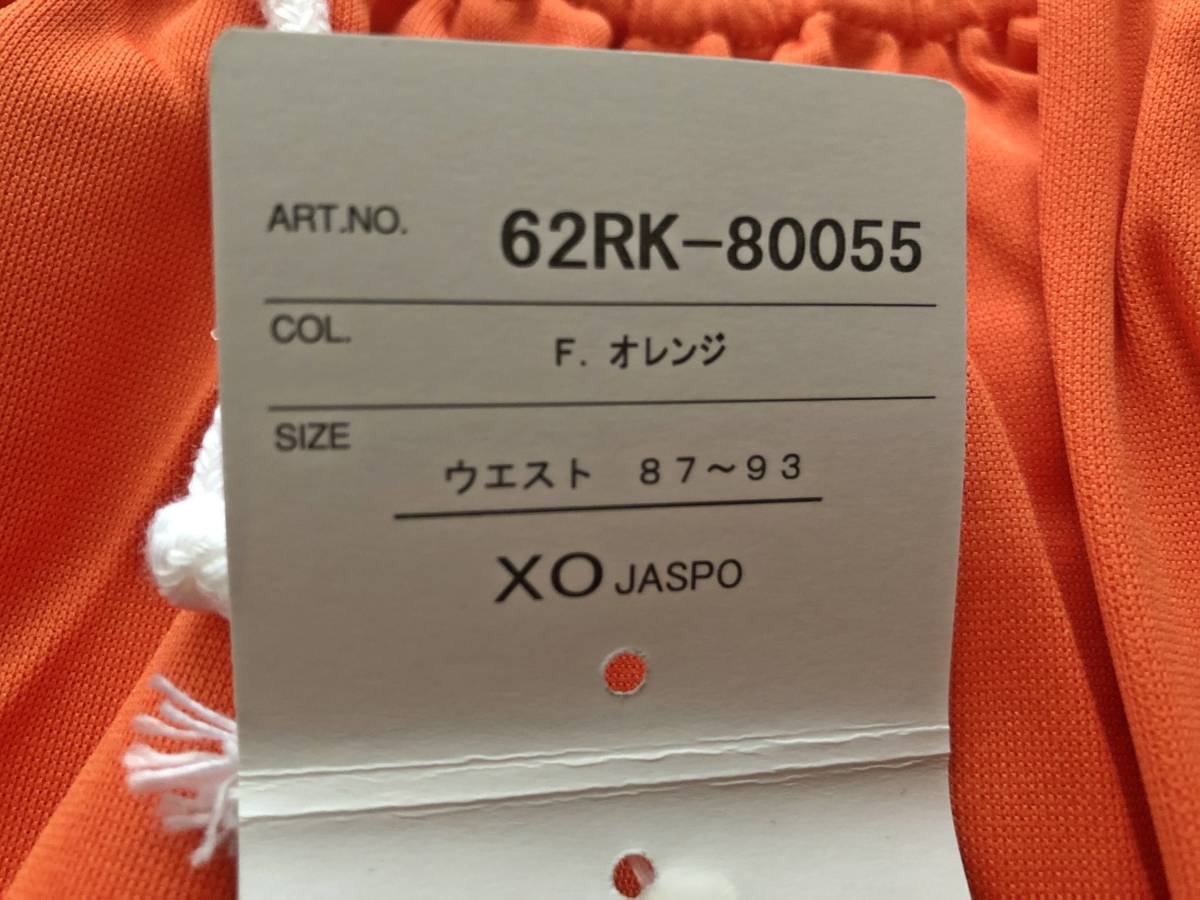 ART.NO. 62RK-80055
COL. F. オレンジ
SIZE
ウエスト 87～93
XO JASPO